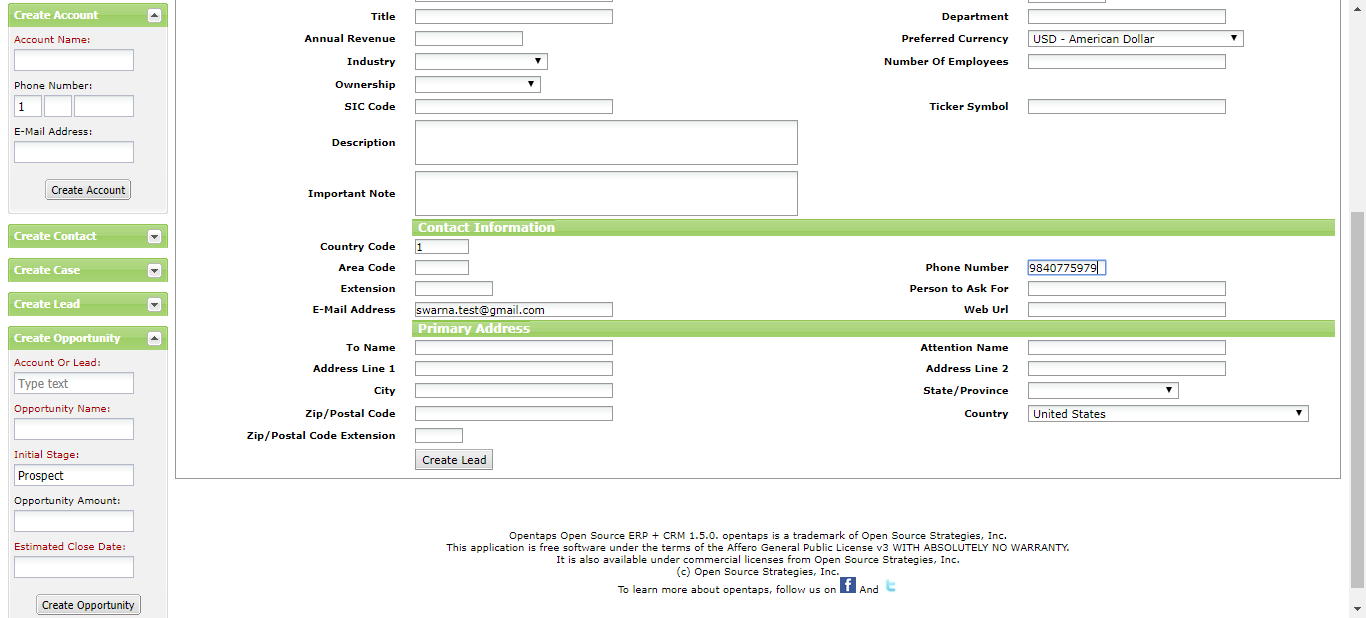 Create Account
Account Name:
Phone Number:
1
E-Mail Address:
Create Account
Create Contact
Create Case
Create Lead
Create Opportunity
Account Or Lead:
Type text
Opportunity Name:
Initial Stage:
Prospect
Opportunity Amount:
Estimated Close Date:
Create Opportunity
Title Department
Annual Revenue Preferred Currency USD - American Dollar
Industry Number Of Employees
Ownership
SIC Code Ticker Symbol
Description
Important Note
Contact Information
Country Code 1
Area Code Phone Number 9840775979
Extension Person to Ask For
E-Mail Address swarna.test@gmail.com Web Url
Primary Address
To Name Attention Name
Address Line 1 Address Line 2
City State/Province
Zip/Postal Code Country United States
Zip/Postal Code Extension
Create Lead
Opentaps Open Source ERP + CRM 1.5.0. opentaps is a trademark of Open Source Strategies, Inc.
This application is free software under the terms of the Affero General Public License v3 WITH ABSOLUTELY NO WARRANTY.
It is also available under commercial licenses from Open Source Strategies, Inc.
(c) Open Source Strategies, Inc.
To learn more about opentaps, follow us on f And t